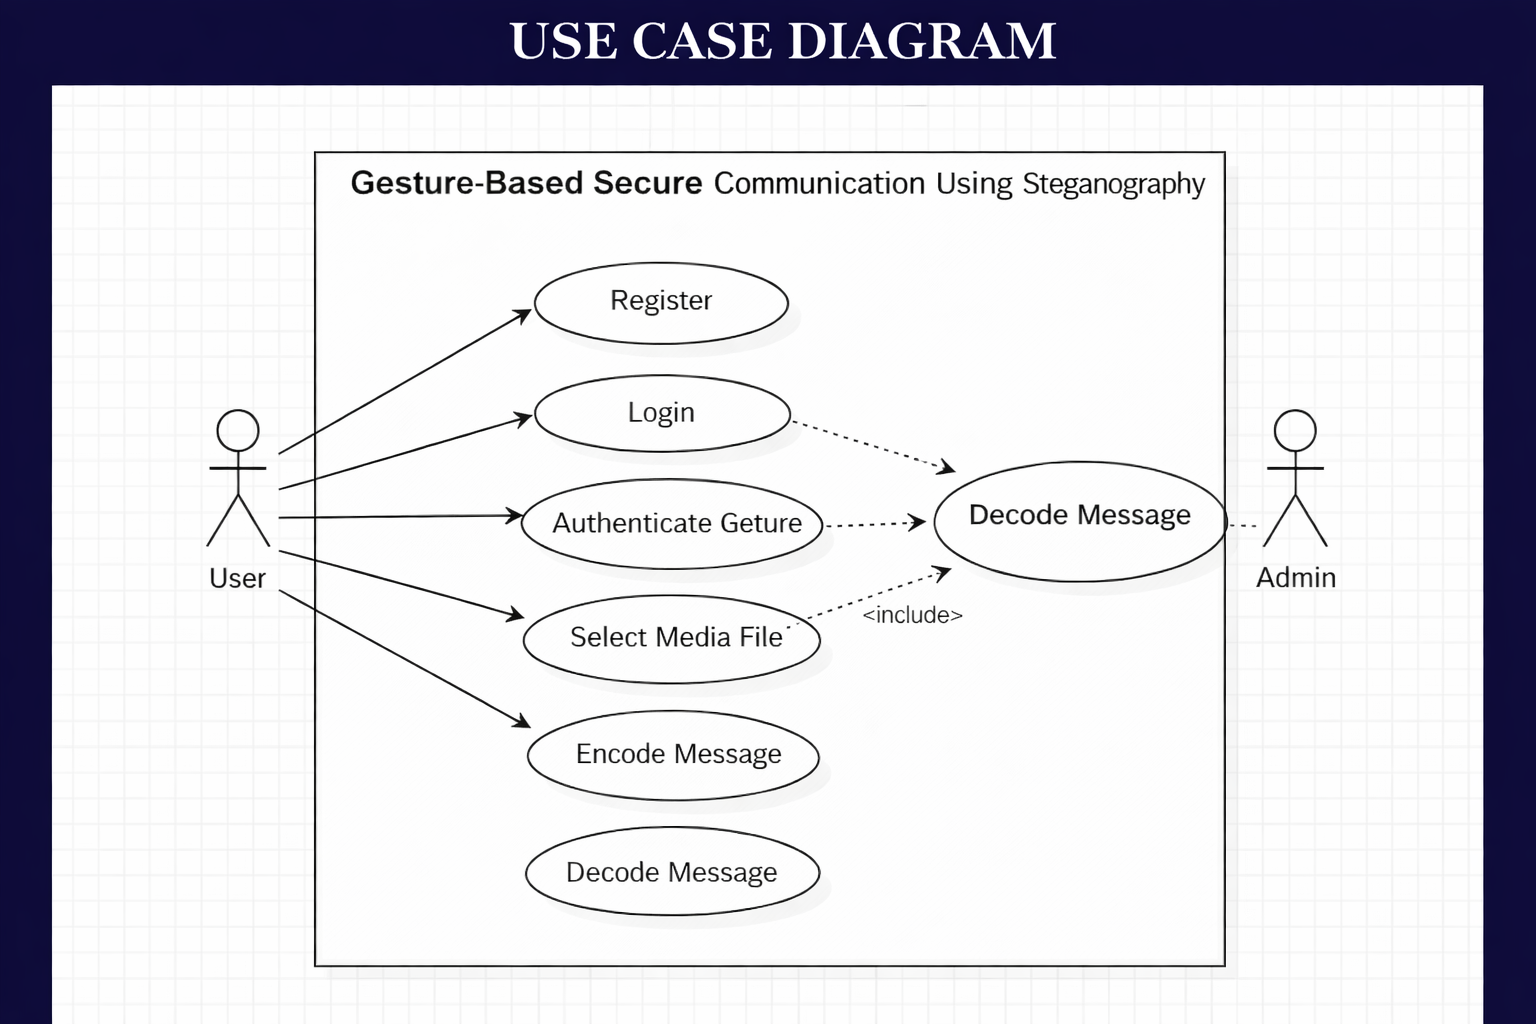 USE CASE DIAGRAM
Gesture-Based Secure Communication Using Steganography
Register
Login
Authenticate Geture
Decode Message
Select Media File
<include>
User
Admin
Encode Message
Decode Message